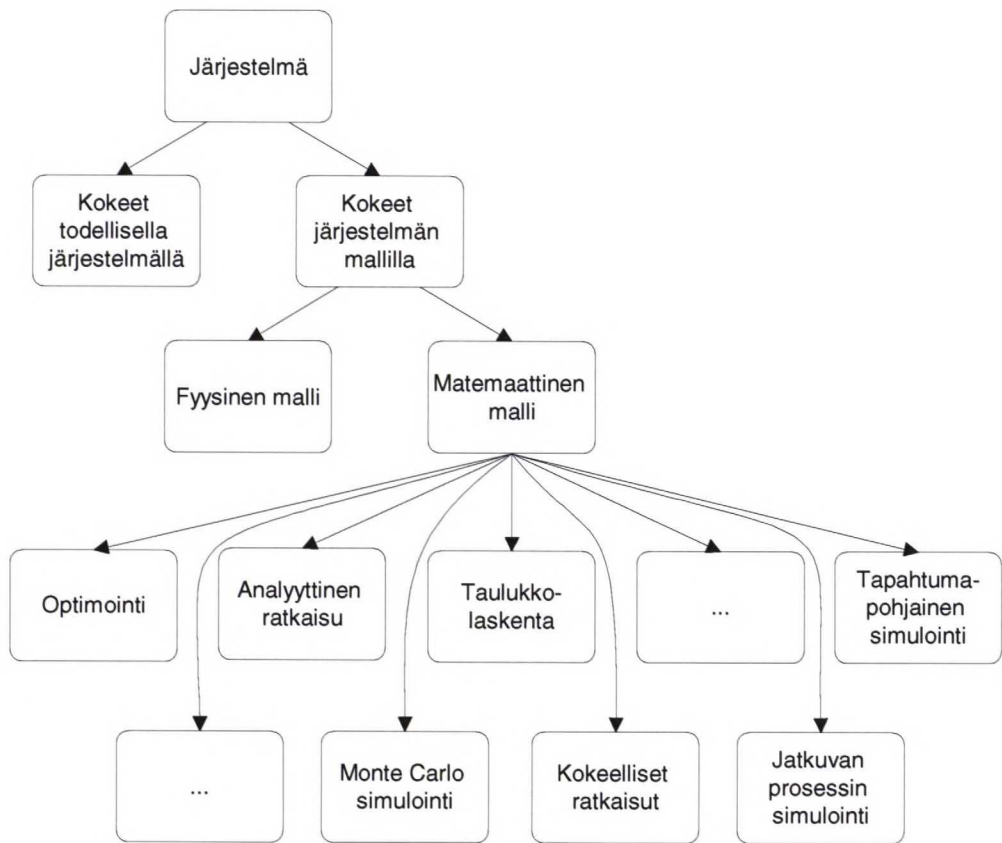 Järjestelmä
Kokeet
todellisella
järjestelmällä
Kokeet
järjestelmän
mallilla
Fyysinen malli
Matemaattinen
malli
Optimointi
Analyyttinen
ratkaisu
Taulukko-
laskenta
...
Tapahtuma-
pohjainen
simulointi
...
Monte Carlo
simulointi
Kokeelliset
ratkaisut
Jatkuvan
prosessin
simulointi